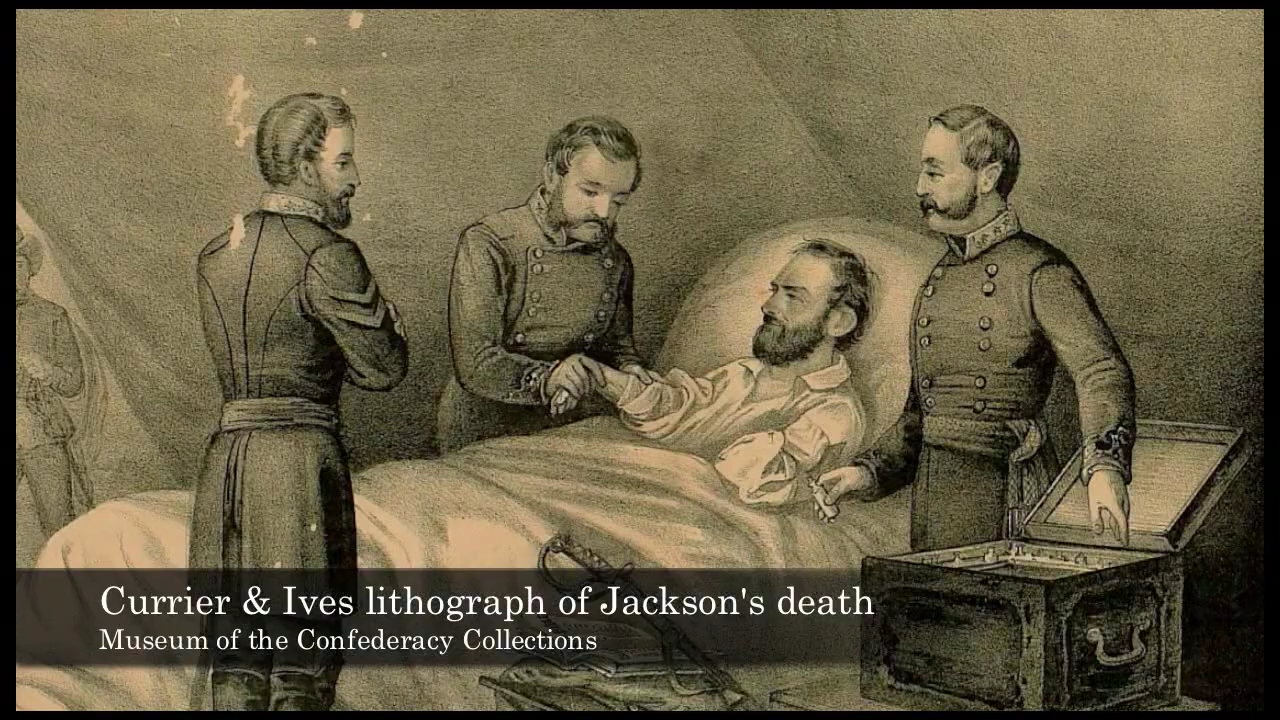 Currier & Ives lithograph of Jackson's death
Museum of the Confederacy Collections